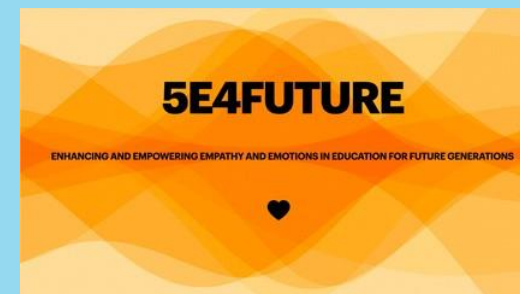 5E4FUTURE
ENHANCING AND EMPOWERING EMPATHY AND EMOTIONS IN EDUCATION FOR FUTURE GENERATIONS